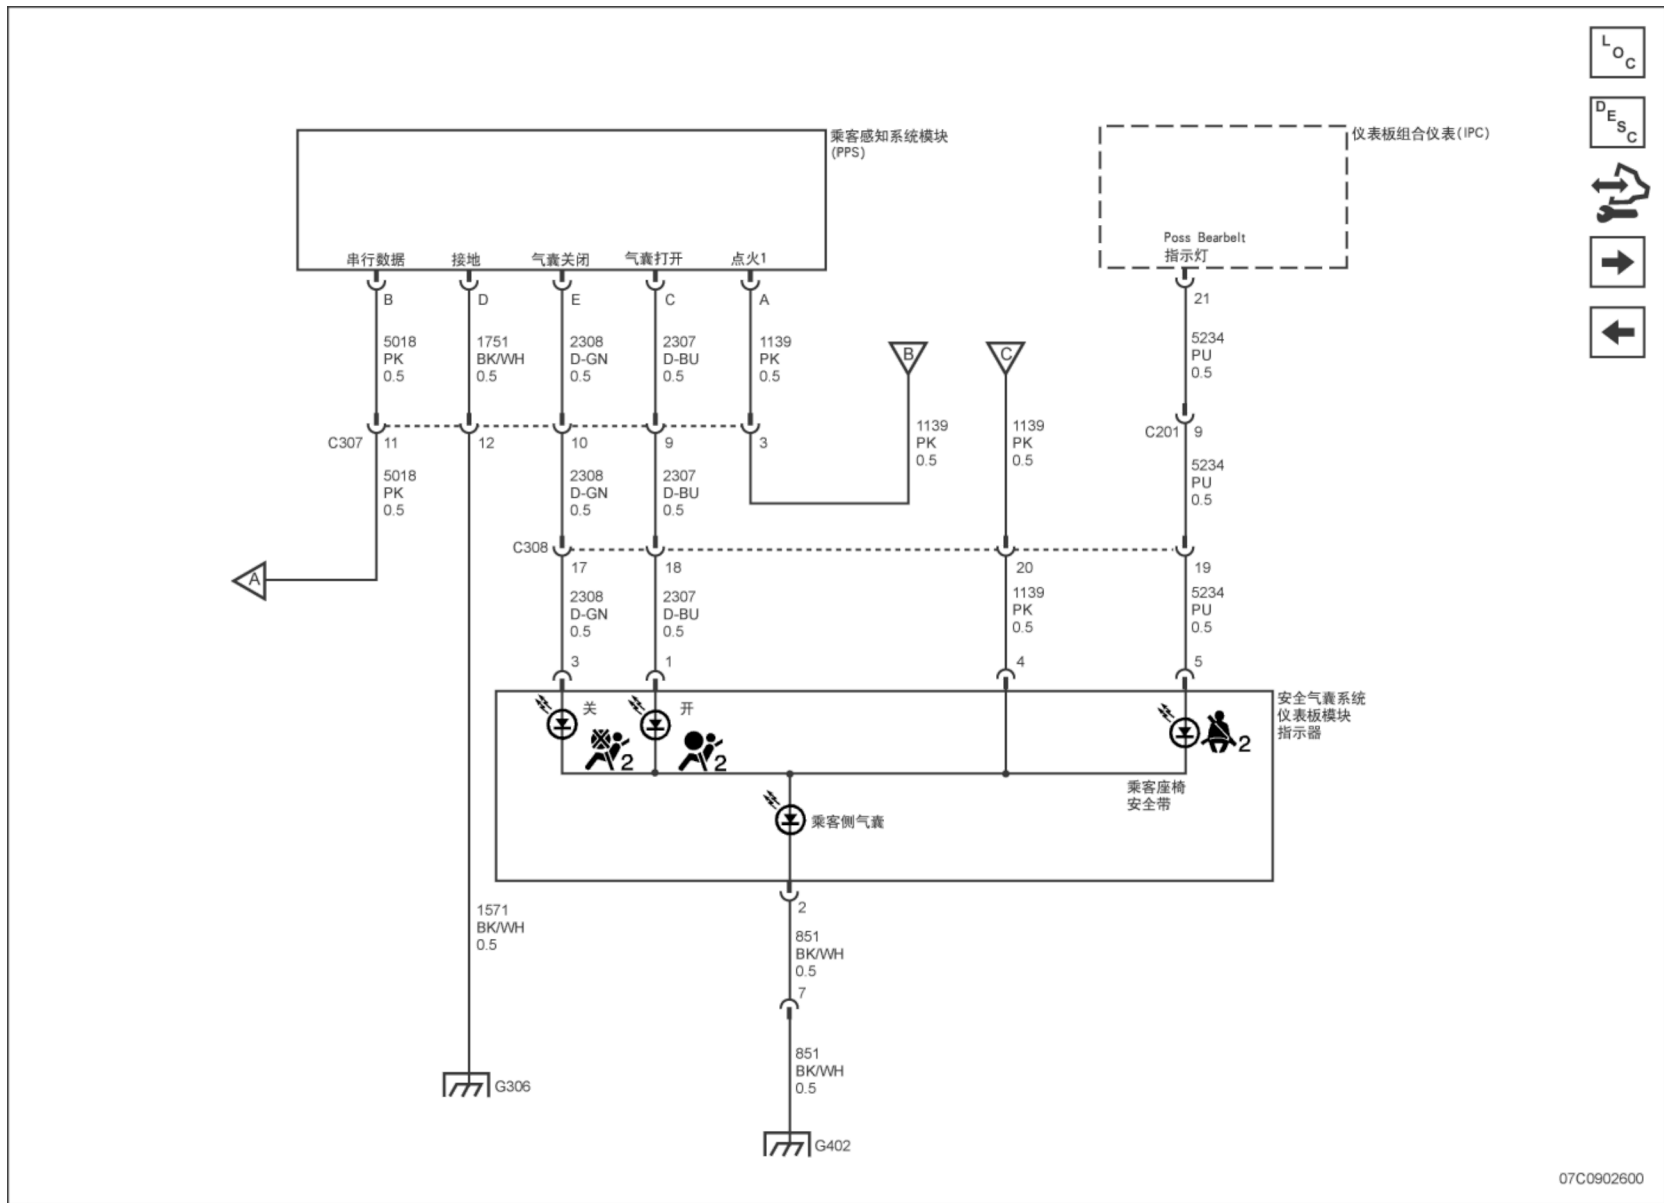 L
O
C
D
E
S
C
乘客感知系统模块
(PPS)
仪表板组合仪表(IPC)
Poss Bearbelt
指示灯
串行数据
接地
气囊关闭
气囊打开
点火1
B
D
E
C
A
21
5018
PK
0.5
1751
BK/WH
0.5
2308
D-GN
0.5
2307
D-BU
0.5
1139
PK
0.5
B
C
5234
PU
0.5
C307
11
12
10
9
3
1139
PK
0.5
1139
PK
0.5
C201
9
5018
PK
0.5
2308
D-GN
0.5
2307
D-BU
0.5
5234
PU
0.5
C308
17
18
20
19
A
2308
D-GN
0.5
2307
D-BU
0.5
1139
PK
0.5
5234
PU
0.5
3
1
4
5
关
开
2
2
2
安全气囊系统
仪表板模块
指示器
乘客座椅
安全带
乘客侧气囊
1571
BK/WH
0.5
2
851
BK/WH
0.5
7
851
BK/WH
0.5
G306
G402
07C0902600